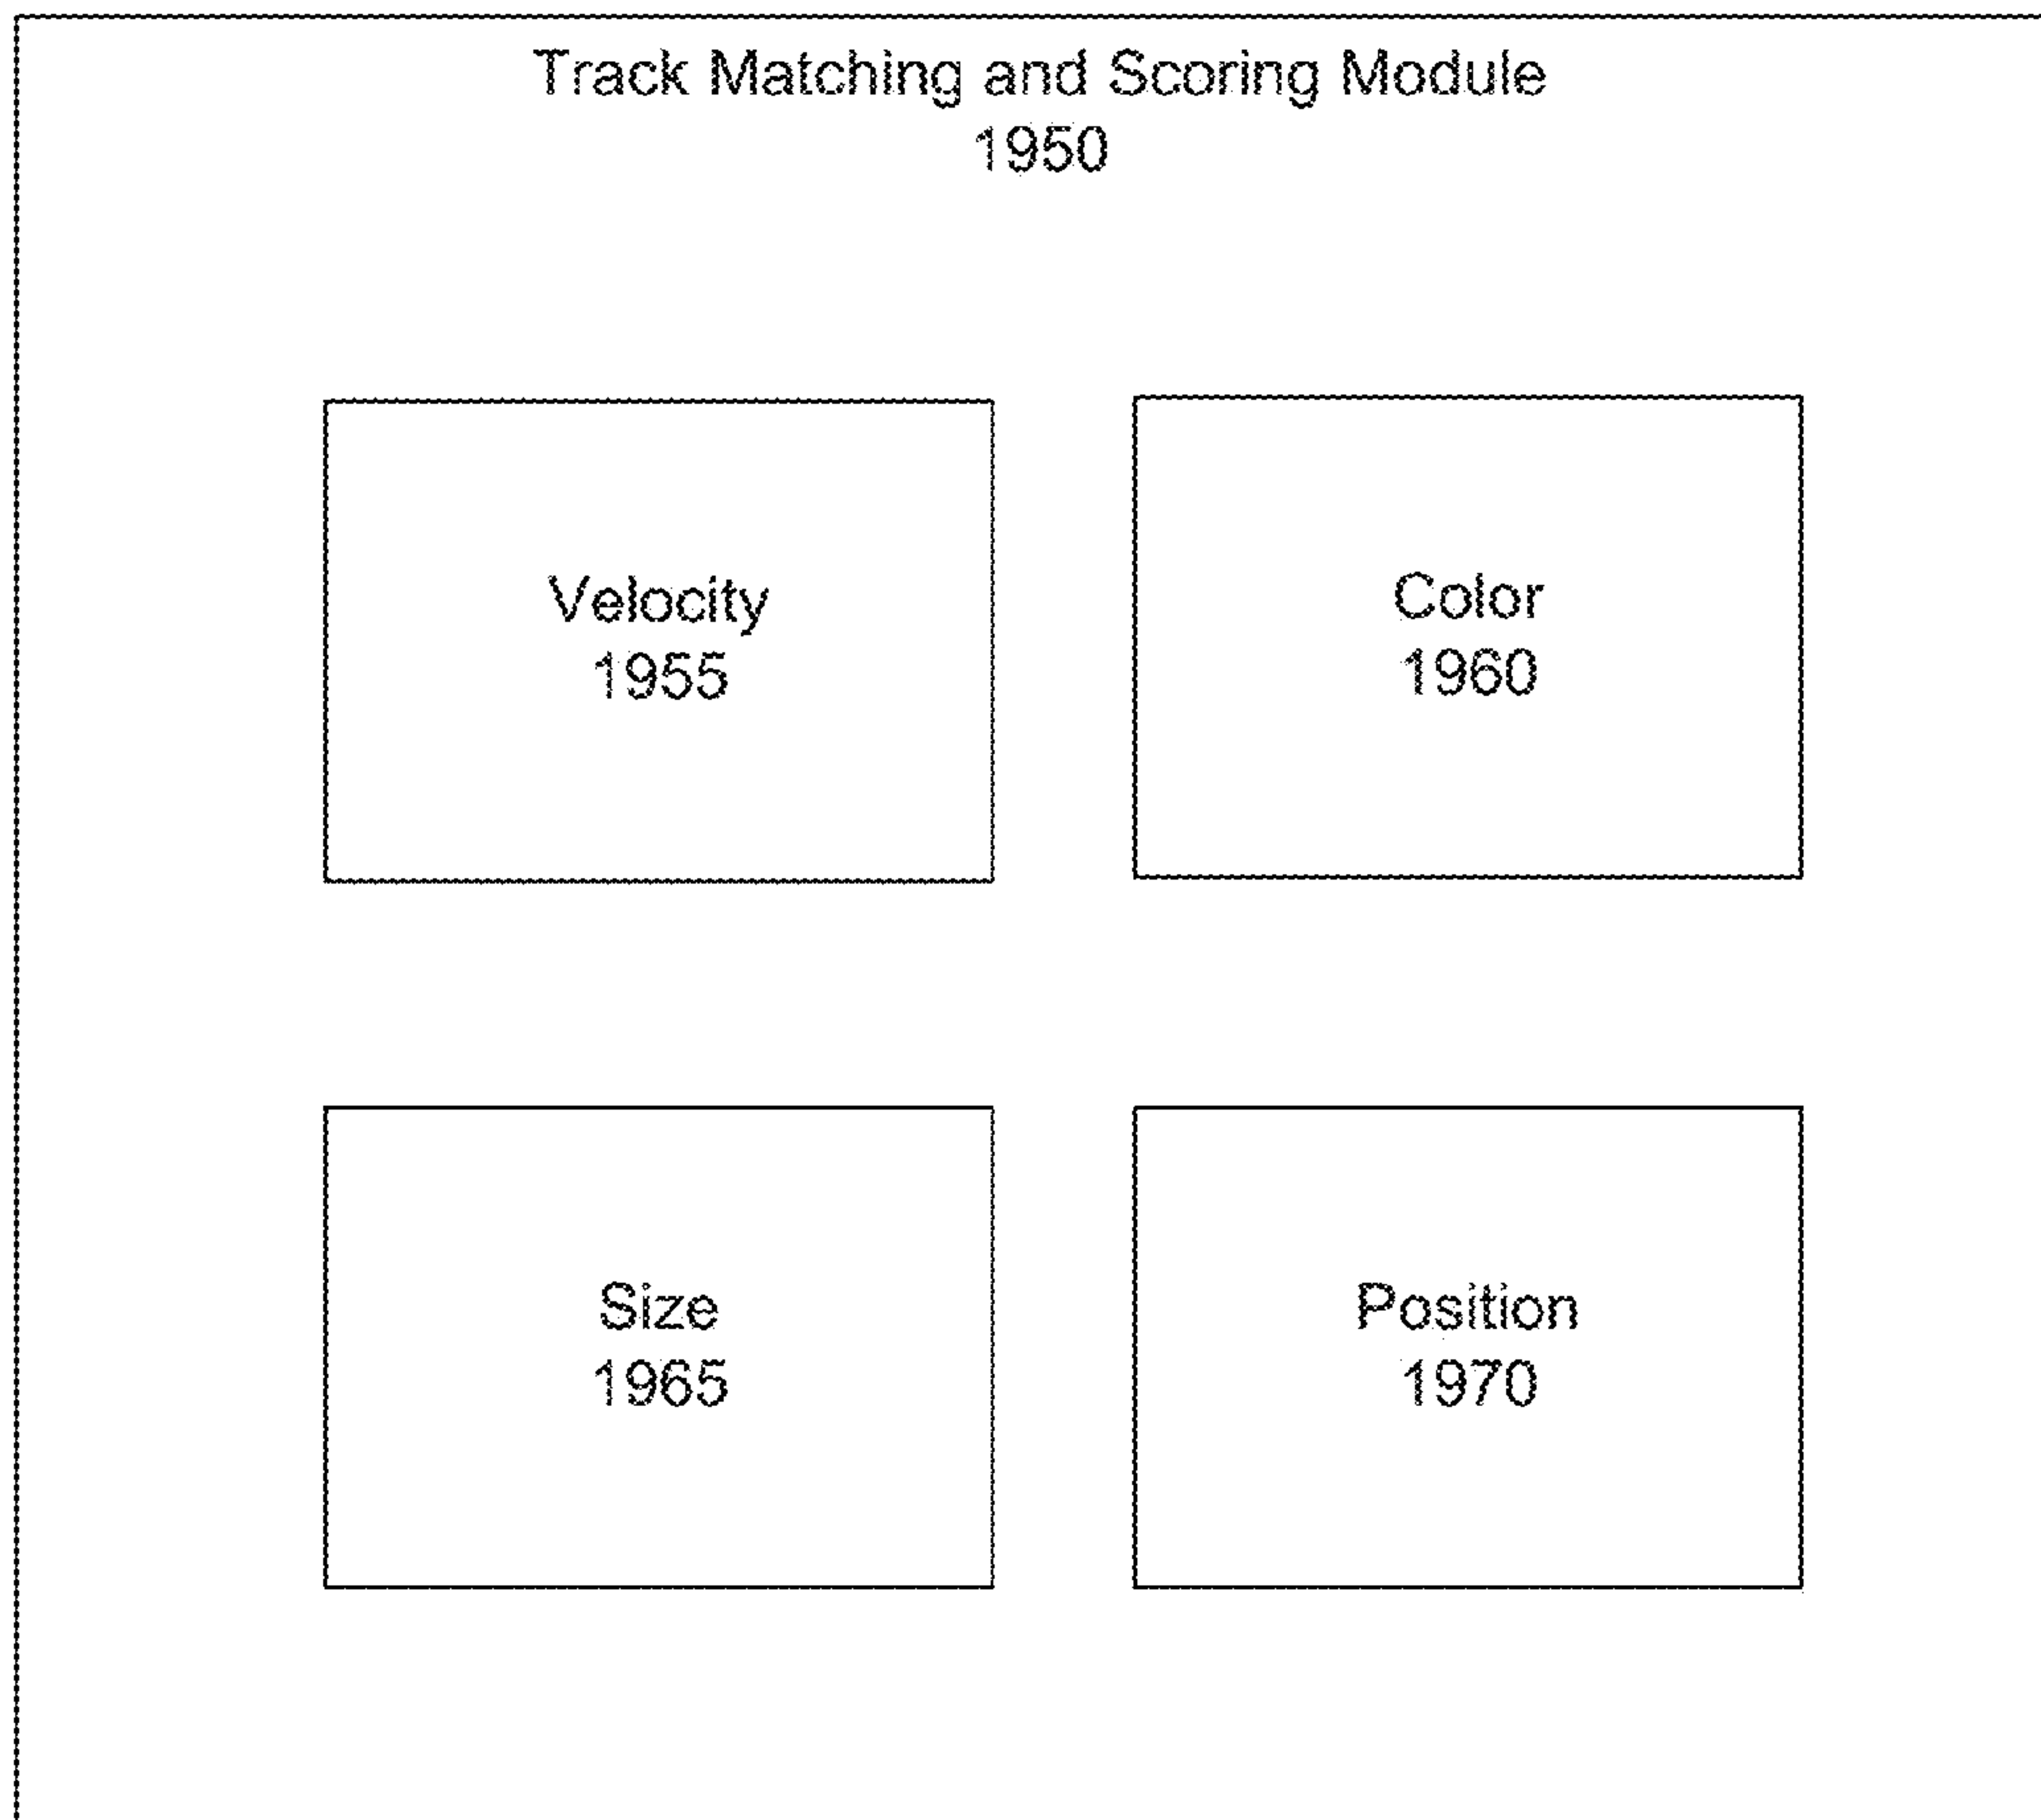 Track Matching and Scoring Module
1950
Velocity
1955
Color
1960
Size
1965
Position
1970